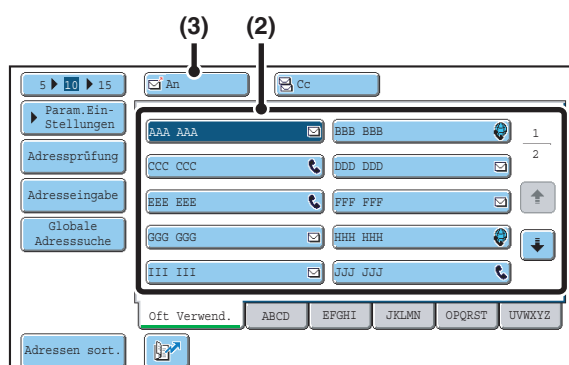 (3) (2)
5 10 15
An
Cc
Param.Ein-
Stellungen
Adressprüfung
Adresseingabe
Globale
Adresssuche
AAA AAA
BBB BBB
CCC CCC
DDD DDD
EEE EEE
FFF FFF
GGG GGG
HHH HHH
III III
JJJ JJJ
1
2
Oft Verwend.
ABCD
EFGHI
JKLMN
OPQRST
UVWXYZ
Adressen sort.